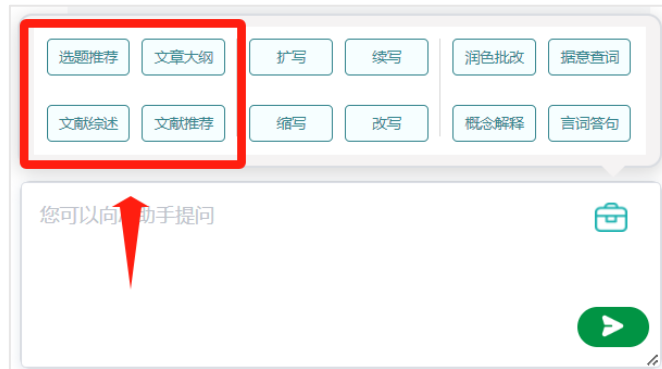 选题推荐 文章大纲 扩写 续写 润色批改 据意查词
文献综述 文献推荐 缩写 改写 概念解释 言词答句
您可以向 助手提问